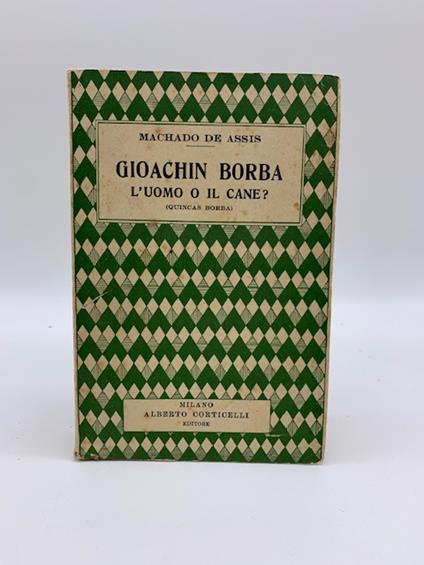 MACHADO DE ASSIS
GIOACHIN BORBA
L'UOMO O IL CANE?
(QUINCAS BORBA)
MILANO
ALBERTO CORTICELLI
EDITORE